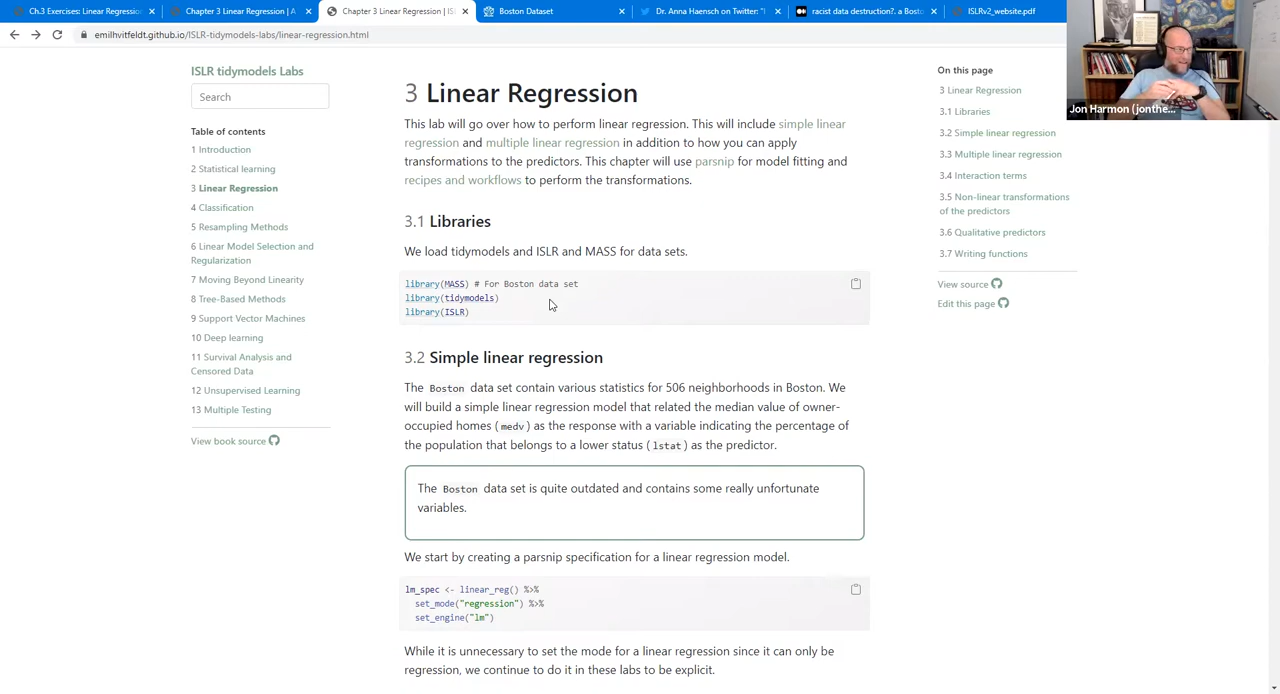 Ch.3 Exercises: Linear Regression
Chapter 3 Linear Regression | A
Chapter 3 Linear Regression | ISL
Boston Dataset
Dr. Anna Haensch on Twitter: "I
racist data destruction?. a Bosto
ISLRv2_website.pdf
emilhvitfeldt.github.io/ISLR-tidymodels-labs/linear-regression.html
Jon Harmon (jonthe...
ISLR tidymodels Labs
Search
Table of contents
1 Introduction
2 Statistical learning
3 Linear Regression
4 Classification
5 Resampling Methods
6 Linear Model Selection and
Regularization
7 Moving Beyond Linearity
8 Tree-Based Methods
9 Support Vector Machines
10 Deep learning
11 Survival Analysis and
Censored Data
12 Unsupervised Learning
13 Multiple Testing
View book source
3 Linear Regression
This lab will go over how to perform linear regression. This will include simple linear
regression and multiple linear regression in addition to how you can apply
transformations to the predictors. This chapter will use parsnip for model fitting and
recipes and workflows to perform the transformations.
3.1 Libraries
We load tidymodels and ISLR and MASS for data sets.
library(MASS) # For Boston data set
library(tidymodels)
library(ISLR)
3.2 Simple linear regression
The Boston data set contain various statistics for 506 neighborhoods in Boston. We
will build a simple linear regression model that related the median value of owner-
occupied homes (medv) as the response with a variable indicating the percentage of
the population that belongs to a lower status (lstat) as the predictor.
The Boston data set is quite outdated and contains some really unfortunate
variables.
We start by creating a parsnip specification for a linear regression model.
lm_spec <- linear_reg() %>%
set_mode("regression") %>%
set_engine("lm")
While it is unnecessary to set the mode for a linear regression since it can only be
regression, we continue to do it in these labs to be explicit.
On this page
3 Linear Regression
3.1 Libraries
3.2 Simple linear regression
3.3 Multiple linear regression
3.4 Interaction terms
3.5 Non-linear transformations
of the predictors
3.6 Qualitative predictors
3.7 Writing functions
View source
Edit this page